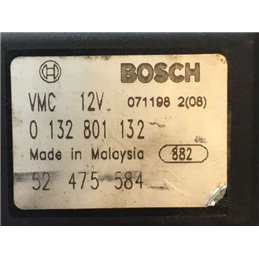 BOSCH
VMC 12V. 071198 2(08)
0 132 801 132
Made in Malaysia 882
52 475 584